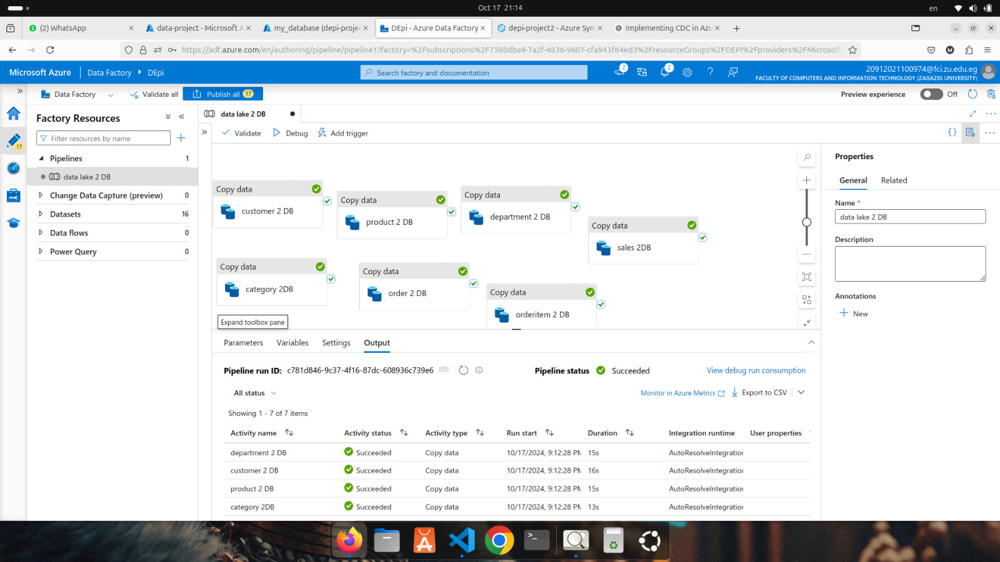 Oct 17 21:14
en
(2) WhatsApp
data-project - Microsoft A
my_database (depi-projec
DEpi - Azure Data Factory
depi-project2 - Azure Syn
Implementing CDC in Azu
https://adf.azure.com/en/authoring/pipeline/pipeline1?factory=%2Fsubscriptions%2F7580dba9-7a2f-4836-9607-cfa943f64ed3%2FresourceGroups%2FDEPI%2Fproviders%2FMicrosoft.
Microsoft Azure
Data Factory
DEpi
Search factory and documentation
2
2
20912021100974@fci.zu.edu.eg
FACULTY OF COMPUTERS AND INFORMATION TECHNOLOGY (ZAGAZIG UNIVERSITY)
Data Factory
Validate all
Publish all 17
Preview experience
Off
17
Factory Resources
Filter resources by name
Pipelines 1
data lake 2 DB
Change Data Capture (preview) 0
Datasets 16
Data flows 0
Power Query 0
data lake 2 DB
Validate
Debug
Add trigger
Copy data
customer 2 DB
Copy data
product 2 DB
Copy data
department 2 DB
Copy data
sales 2DB
Copy data
category 2DB
Copy data
order 2 DB
Copy data
orderitem 2 DB
Expand toolbox pane
Properties
General
Related
Name *
data lake 2 DB
Description
Annotations
New
Parameters
Variables
Settings
Output
Pipeline run ID: c781d846-9c37-4f16-87dc-608936c739e6
Pipeline status Succeeded
View debug run consumption
All status
Monitor in Azure Metrics
Export to CSV
Showing 1 - 7 of 7 items
Activity name Activity status Activity type Run start Duration Integration runtime User properties
department 2 DB Succeeded Copy data 10/17/2024, 9:12:28 PM 15s AutoResolveIntegration
customer 2 DB Succeeded Copy data 10/17/2024, 9:12:28 PM 16s AutoResolveIntegration
product 2 DB Succeeded Copy data 10/17/2024, 9:12:28 PM 15s AutoResolveIntegration
category 2DB Succeeded Copy data 10/17/2024, 9:12:28 PM 13s AutoResolveIntegration